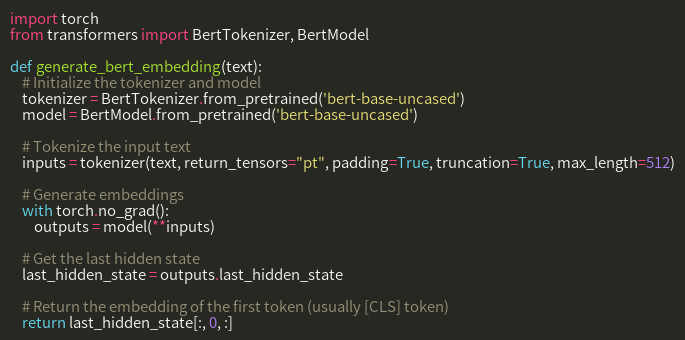 import torch
from transformers import BertTokenizer, BertModel
def generate_bert_embedding(text):
# Initialize the tokenizer and model
tokenizer = BertTokenizer.from_pretrained('bert-base-uncased')
model = BertModel.from_pretrained('bert-base-uncased')
# Tokenize the input text
inputs = tokenizer(text, return_tensors="pt", padding=True, truncation=True, max_length=512)
# Generate embeddings
with torch.no_grad():
outputs = model(**inputs)
# Get the last hidden state
last_hidden_state = outputs.last_hidden_state
# Return the embedding of the first token (usually [CLS] token)
return last_hidden_state[:, 0, :]